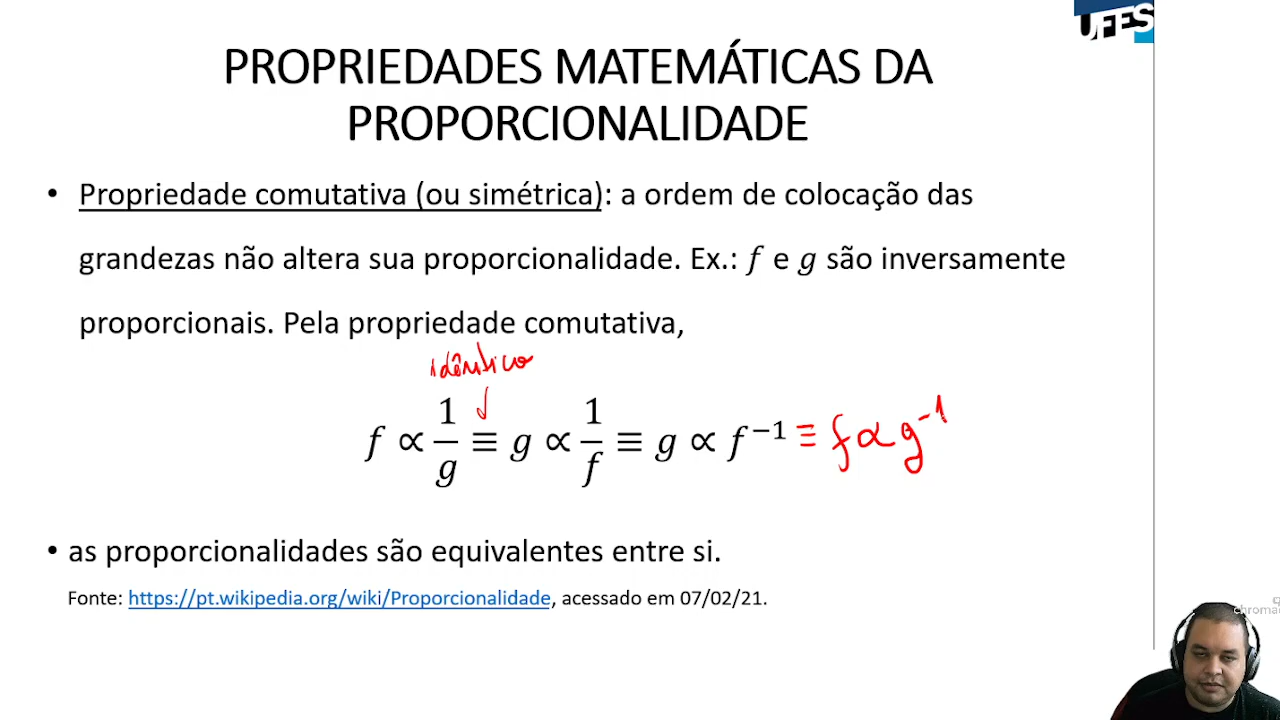 UFES
PROPRIEDADES MATEMÁTICAS DA
PROPORCIONALIDADE
• Propriedade comutativa (ou simétrica): a ordem de colocação das
grandezas não altera sua proporcionalidade. Ex.: f e g são inversamente
proporcionais. Pela propriedade comutativa,
idêntico
f ∝ 1/g ≡ g ∝ 1/f ≡ g ∝ f⁻¹ ≡ f ∝ g⁻¹
• as proporcionalidades são equivalentes entre si.
Fonte: https://pt.wikipedia.org/wiki/Proporcionalidade, acessado em 07/02/21.